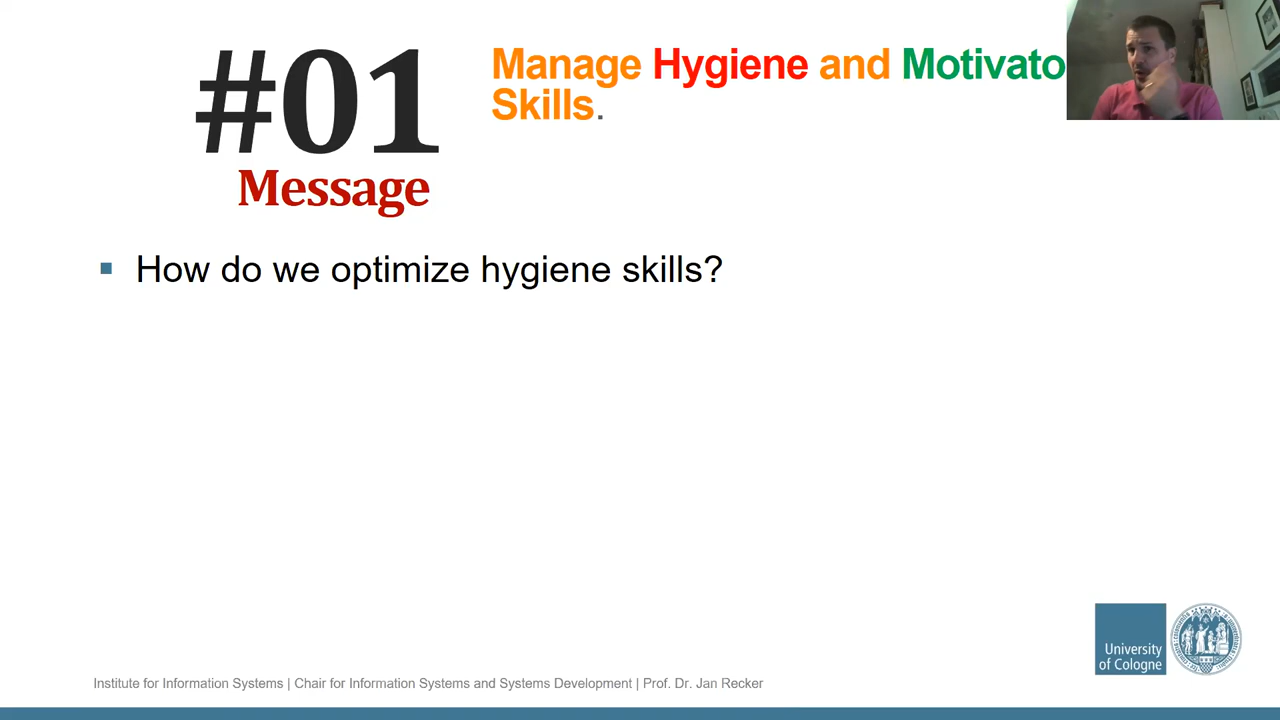 #01
Message
Manage Hygiene and Motivato
Skills.
▪ How do we optimize hygiene skills?
University
of Cologne
Institute for Information Systems | Chair for Information Systems and Systems Development | Prof. Dr. Jan Recker